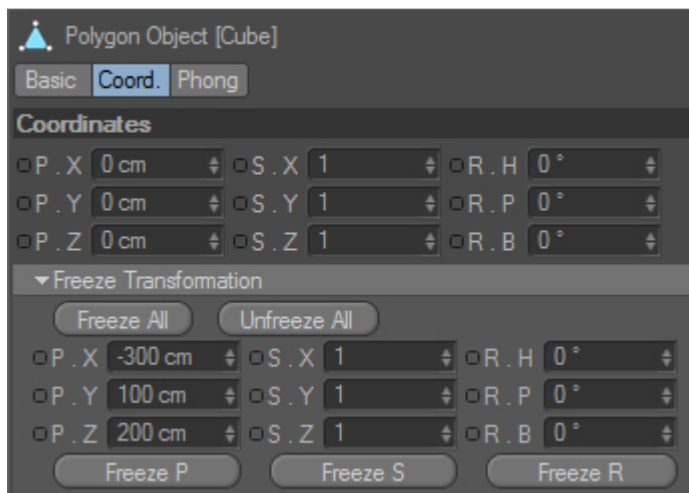 Polygon Object [Cube]
Basic Coord. Phong
Coordinates
P . X 0 cm S . X 1 R . H 0 °
P . Y 0 cm S . Y 1 R . P 0 °
P . Z 0 cm S . Z 1 R . B 0 °
Freeze Transformation
Freeze All Unfreeze All
P . X -300 cm S . X 1 R . H 0 °
P . Y 100 cm S . Y 1 R . P 0 °
P . Z 200 cm S . Z 1 R . B 0 °
Freeze P Freeze S Freeze R